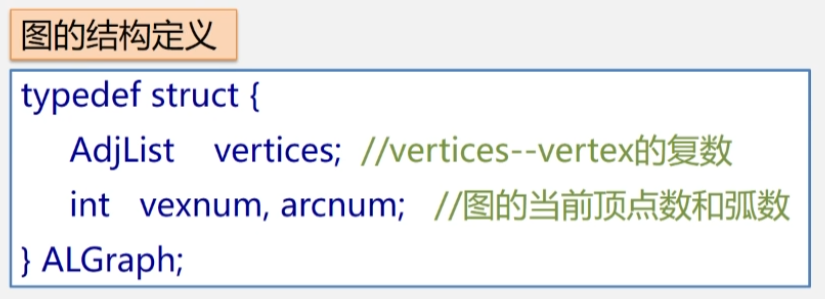 图的结构定义
typedef struct {
AdjList vertices; //vertices--vertex的复数
int vexnum, arcnum; //图的当前顶点数和弧数
} ALGraph;